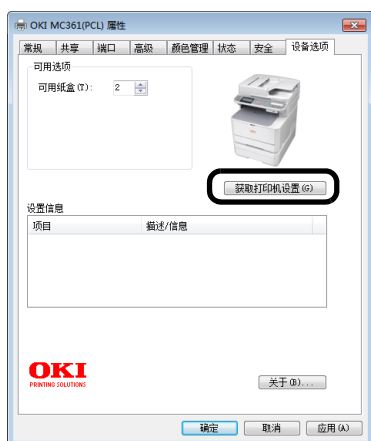 OKI MC361(PCL) 属性
常规 共享 端口 高级 颜色管理 状态 安全 设备选项
可用选项
可用纸盒(T): 2
获取打印机设置(G)
设置信息
项目 描述/信息
OKI
PRINTING SOLUTIONS
关于(B)...
确定 取消 应用(A)